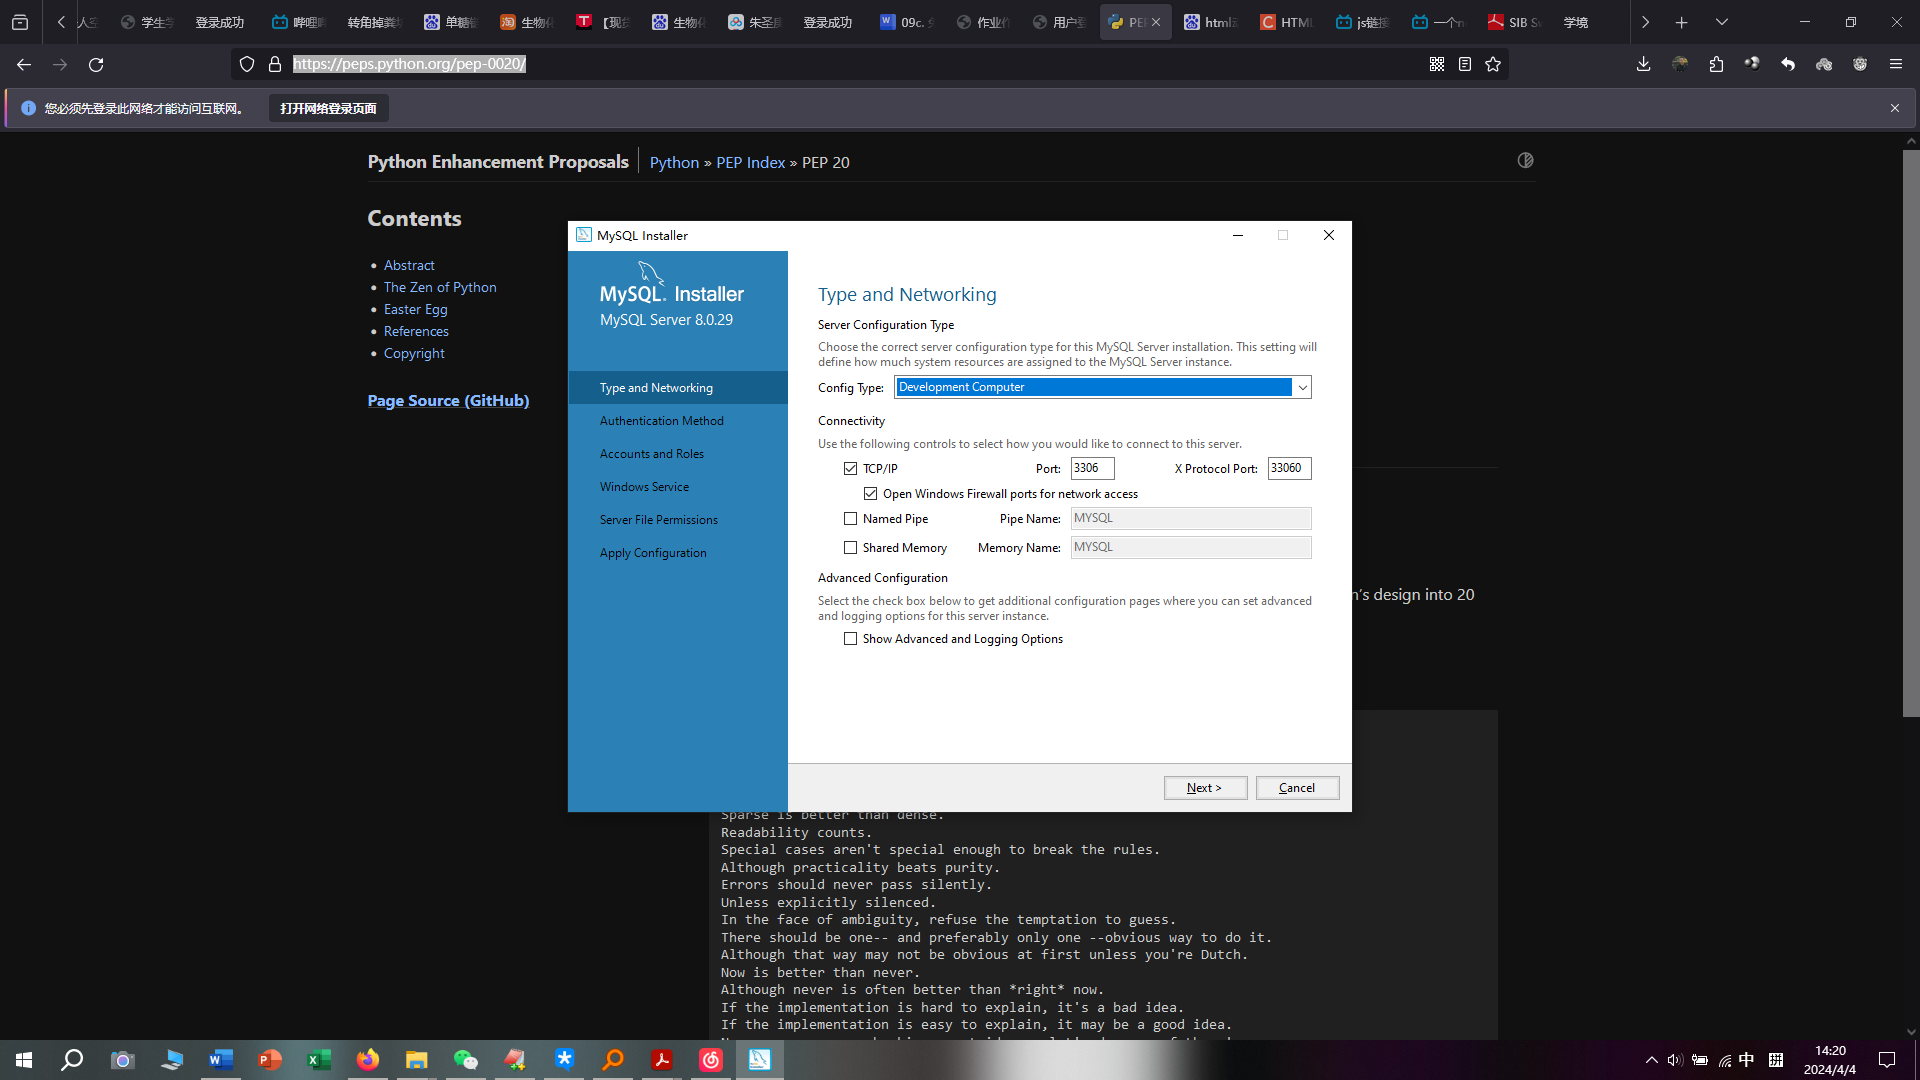 人工
学生学
登录成功
哔哩哔
转角掉粪
单糖链
生物化
【现货
生物化
朱圣庚
登录成功
09c.
作业作
用户登
PEP
html
HTML
js链接
一个n
SIB Sw
学境
https://peps.python.org/pep-0020/
您必须先登录此网络才能访问互联网。
打开网络登录页面
Python Enhancement Proposals
Python » PEP Index » PEP 20
Contents
Abstract
The Zen of Python
Easter Egg
References
Copyright
Page Source (GitHub)
MySQL Installer
MySQL. Installer
MySQL Server 8.0.29
Type and Networking
Authentication Method
Accounts and Roles
Windows Service
Server File Permissions
Apply Configuration
Type and Networking
Server Configuration Type
Choose the correct server configuration type for this MySQL Server installation. This setting will
define how much system resources are assigned to the MySQL Server instance.
Config Type: Development Computer
Connectivity
Use the following controls to select how you would like to connect to this server.
TCP/IP Port: 3306 X Protocol Port: 33060
Open Windows Firewall ports for network access
Named Pipe Pipe Name: MYSQL
Shared Memory Memory Name: MYSQL
Advanced Configuration
Select the check box below to get additional configuration pages where you can set advanced
and logging options for this server instance.
Show Advanced and Logging Options
Next >
Cancel
n's design into 20
Sparse is better than dense.
Readability counts.
Special cases aren't special enough to break the rules.
Although practicality beats purity.
Errors should never pass silently.
Unless explicitly silenced.
In the face of ambiguity, refuse the temptation to guess.
There should be one-- and preferably only one --obvious way to do it.
Although that way may not be obvious at first unless you're Dutch.
Now is better than never.
Although never is often better than *right* now.
If the implementation is hard to explain, it's a bad idea.
If the implementation is easy to explain, it may be a good idea.
中
拼
14:20
2024/4/4